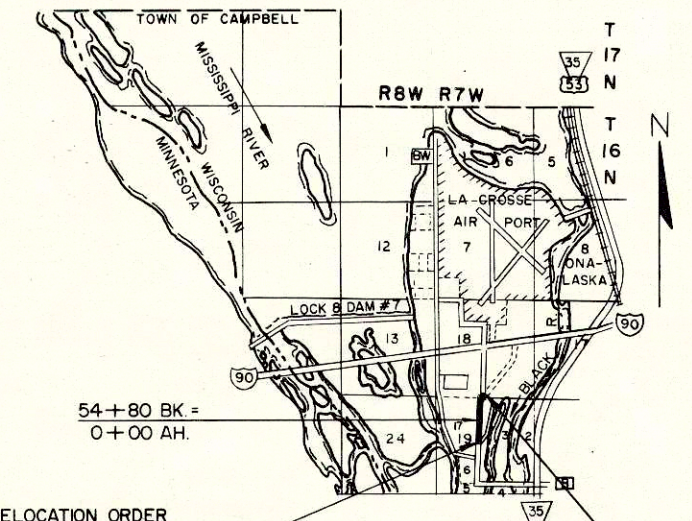 TOWN OF CAMPBELL
T
17
N
35
53
MISSISSIPPI
RIVER
R8W R7W
N
T
16
N
1
BW
6
5
MINNESOTA
WISCONSIN
LA CROSSE
AIR PORT
12
7
8
ONA-
LASKA
LOCK & DAM #7
13
18
R
90
90
BLACK
54+80 BK.=
0+00 AH.
24
17
19
3
2
6
5
4
B
35
ELOCATION ORDER